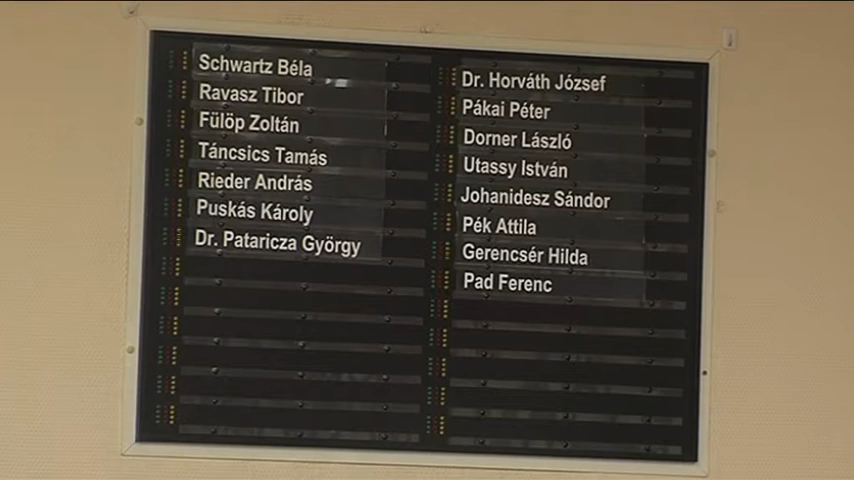 Schwartz Béla
Ravasz Tibor
Fülöp Zoltán
Táncsics Tamás
Rieder András
Puskás Károly
Dr. Pataricza György
Dr. Horváth József
Pákai Péter
Dorner László
Utassy István
Johanidesz Sándor
Pék Attila
Gerencsér Hilda
Pad Ferenc